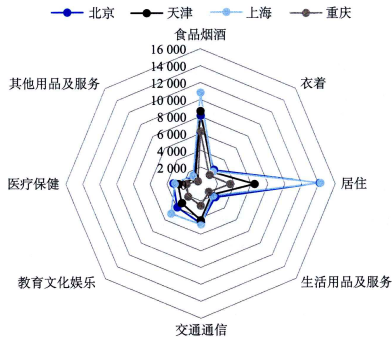 北京 天津 上海 重庆
食品烟酒
16 000
14 000
12 000
10 000
8 000
6 000
4 000
2 000
其他用品及服务
衣着
医疗保健
居住
教育文化娱乐
生活用品及服务
交通通信